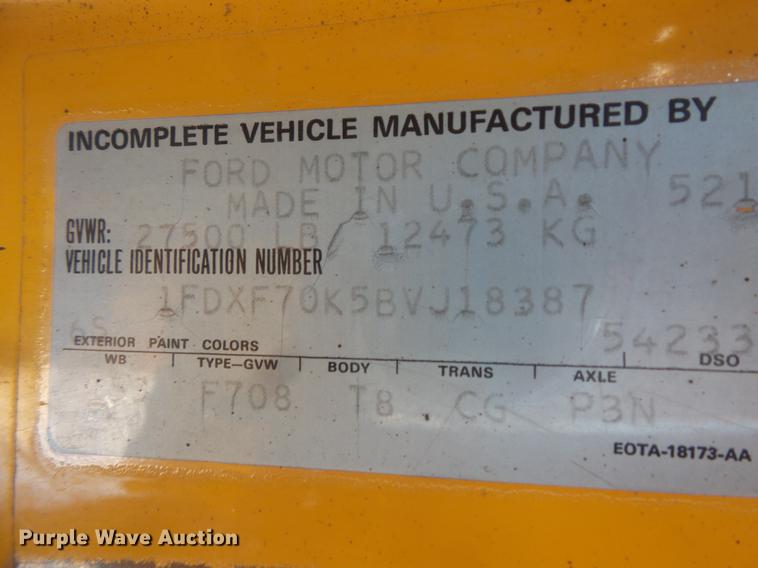 INCOMPLETE VEHICLE MANUFACTURED BY
FORD MOTOR COMPANY
MADE IN U.S.A. 521
GVWR: 27500 LB/ 12473 KG
VEHICLE IDENTIFICATION NUMBER
1FDXF70K5BVJ18387
6S 54233
EXTERIOR PAINT COLORS DSO
WB TYPE-GVW BODY TRANS AXLE
F708 T8 CG P3N
EOTA-18173-AA
Purple Wave Auction